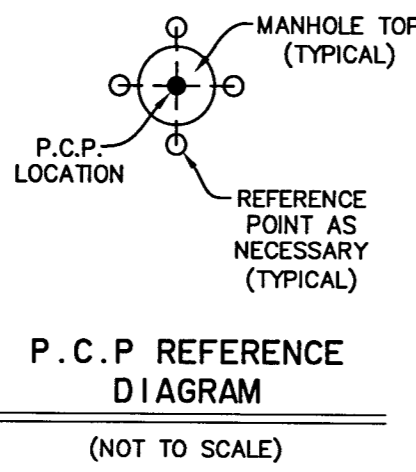 MANHOLE TOP
(TYPICAL)
P.C.P.
LOCATION
REFERENCE
POINT AS
NECESSARY
(TYPICAL)
P.C.P REFERENCE
DIAGRAM
(NOT TO SCALE)